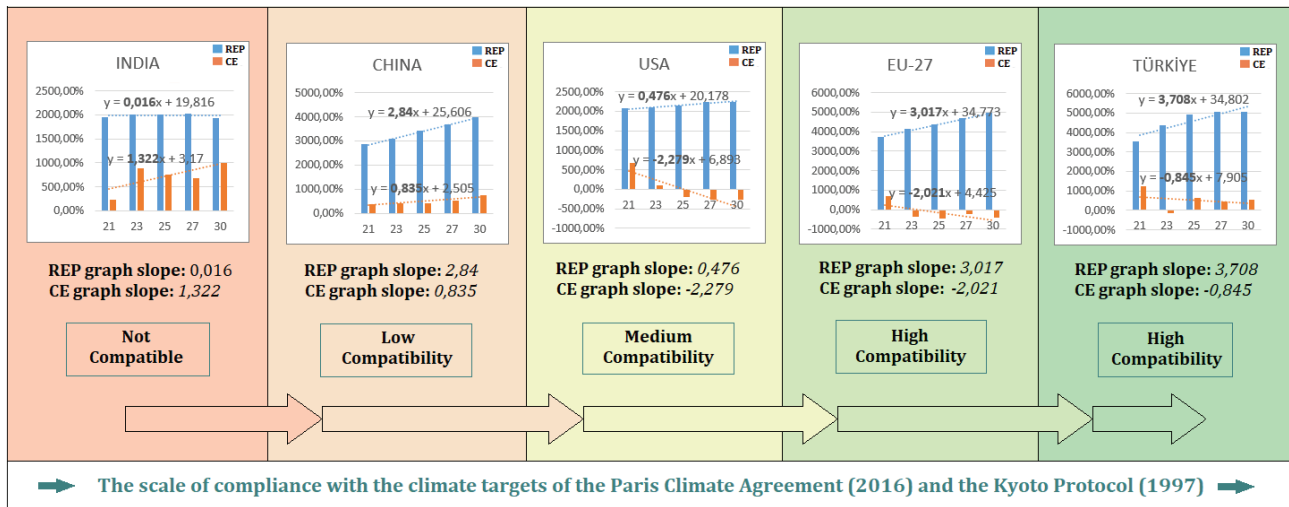 REP
CE
INDIA
2500,00%
2000,00%
1500,00%
1000,00%
500,00%
0,00%
y = 0,016x + 19,816
y = 1,322x + 3,17
21 23 25 27 30
REP graph slope: 0,016
CE graph slope: 1,322
Not
Compatible
REP
CE
CHINA
5000,00%
4000,00%
3000,00%
2000,00%
1000,00%
0,00%
y = 2,84x + 25,606
y = 0,835x + 2,505
21 23 25 27 30
REP graph slope: 2,84
CE graph slope: 0,835
Low
Compatibility
REP
CE
USA
2500,00%
2000,00%
1500,00%
1000,00%
500,00%
0,00%
-500,00%
-1000,00%
y = 0,476x + 20,178
y = -2,279x + 6,893
21 23 25 27 30
REP graph slope: 0,476
CE graph slope: -2,279
Medium
Compatibility
REP
CE
EU-27
6000,00%
5000,00%
4000,00%
3000,00%
2000,00%
1000,00%
0,00%
-1000,00%
y = 3,017x + 34,773
y = -2,021x + 4,425
21 23 25 27 30
REP graph slope: 3,017
CE graph slope: -2,021
High
Compatibility
REP
CE
TÜRKİYE
6000,00%
5000,00%
4000,00%
3000,00%
2000,00%
1000,00%
0,00%
-1000,00%
y = 3,708x + 34,802
y = -0,845x + 7,905
21 23 25 27 30
REP graph slope: 3,708
CE graph slope: -0,845
High
Compatibility
The scale of compliance with the climate targets of the Paris Climate Agreement (2016) and the Kyoto Protocol (1997)